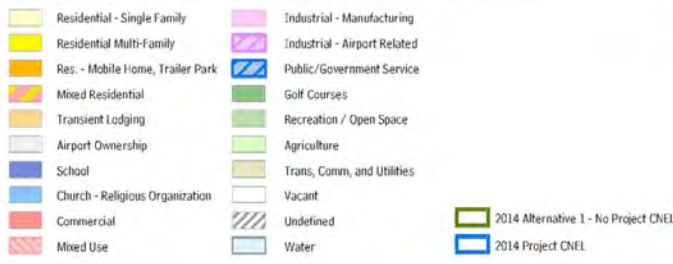 Residential - Single Family
Residential Multi-Family
Res. - Mobile Home, Trailer Park
Mixed Residential
Transient Lodging
Airport Ownership
School
Church - Religious Organization
Commercial
Mixed Use
Industrial - Manufacturing
Industrial - Airport Related
Public/Government Service
Golf Courses
Recreation / Open Space
Agriculture
Trans, Comm, and Utilities
Vacant
Undefined
Water
2014 Alternative 1 - No Project CNEL
2014 Project CNEL